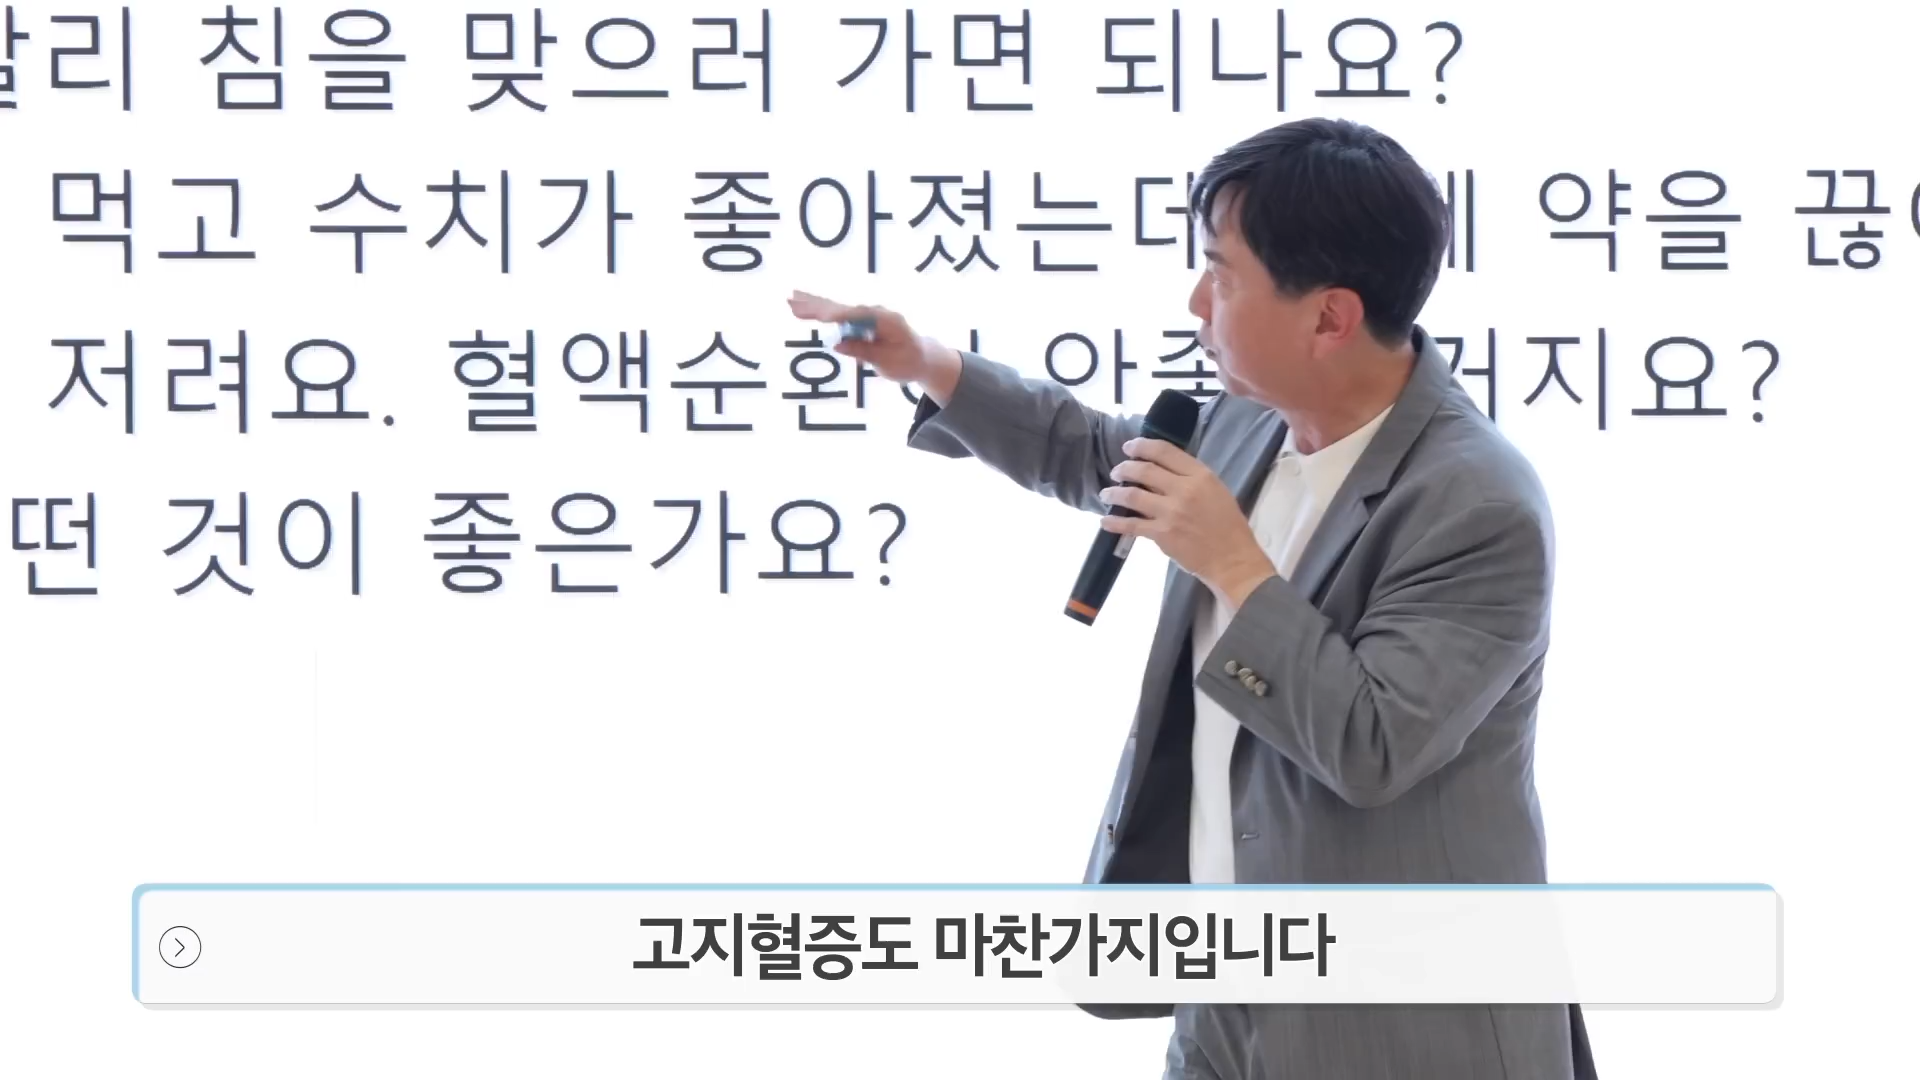 리 침을 맞으러 가면 되나요?
먹고 수치가 좋아졌는데 약을
저려요. 혈액순환 거지요?
것이 좋은가요?
고지혈증도 마찬가지입니다